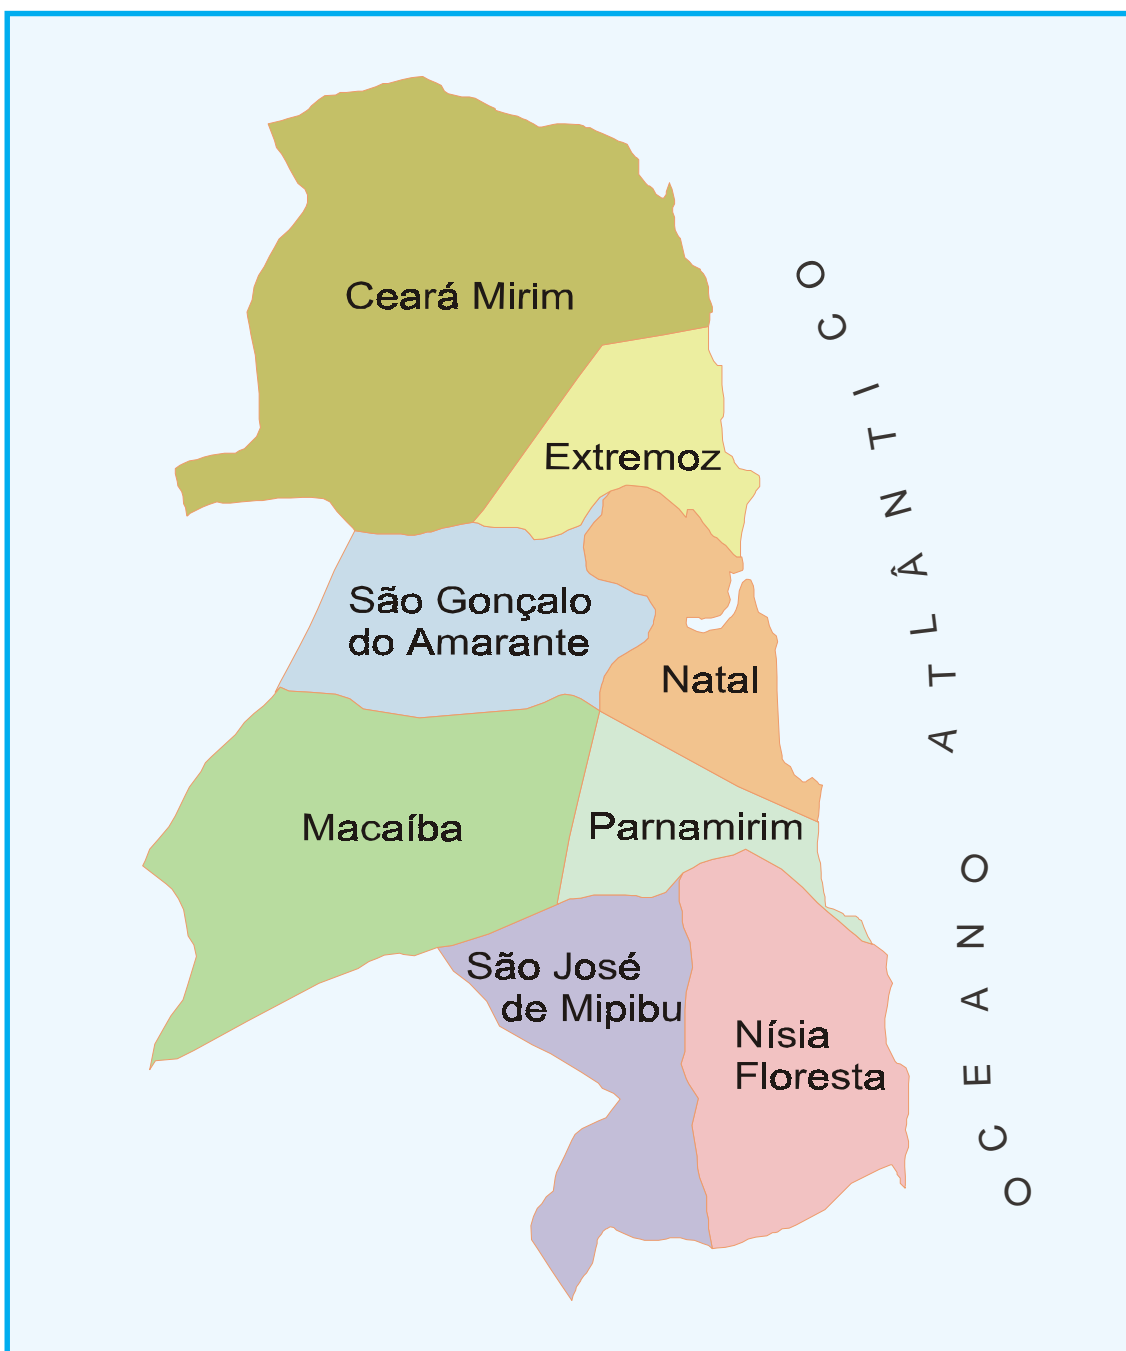 Ceará Mirim
Extremoz
São Gonçalo
do Amarante
Natal
Macaíba
Parnamirim
São José
de Mipibu
Nísia
Floresta
OCEANO ATLÂNTICO